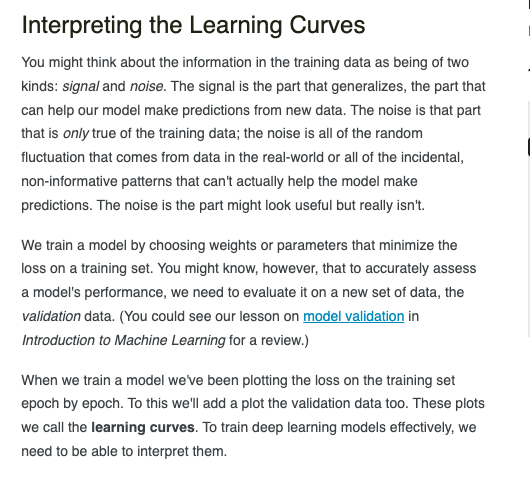 Interpreting the Learning Curves
You might think about the information in the training data as being of two
kinds: signal and noise. The signal is the part that generalizes, the part that
can help our model make predictions from new data. The noise is that part
that is only true of the training data; the noise is all of the random
fluctuation that comes from data in the real-world or all of the incidental,
non-informative patterns that can't actually help the model make
predictions. The noise is the part might look useful but really isn't.
We train a model by choosing weights or parameters that minimize the
loss on a training set. You might know, however, that to accurately assess
a model's performance, we need to evaluate it on a new set of data, the
validation data. (You could see our lesson on model validation in
Introduction to Machine Learning for a review.)
When we train a model we've been plotting the loss on the training set
epoch by epoch. To this we'll add a plot the validation data too. These plots
we call the learning curves. To train deep learning models effectively, we
need to be able to interpret them.